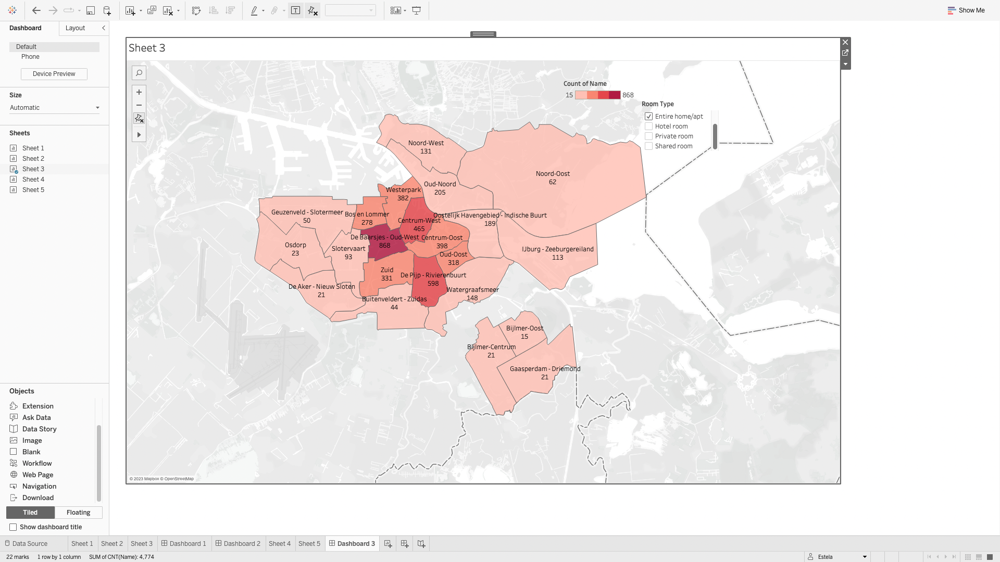 Show Me
Dashboard
Layout
Default
Phone
Device Preview
Size
Automatic
Sheets
Sheet 1
Sheet 2
Sheet 3
Sheet 4
Sheet 5
Objects
Extension
Ask Data
Data Story
Image
Blank
Workflow
Web Page
Navigation
Download
Tiled
Floating
Show dashboard title
Sheet 3
Count of Name
15
868
Room Type
Entire home/apt
Hotel room
Private room
Shared room
Noord-West
131
Noord-Oost
62
Oud-Noord
205
Westerpark
382
Geuzenveld - Slotermeer
50
Bos en Lommer
278
Centrum-West
465
Oostelijk Havengebied - Indische Buurt
189
De Baarsjes - Oud-West
868
Centrum-Oost
398
Osdorp
23
Slotervaart
93
Oud-Oost
318
IJburg - Zeeburgereiland
113
Zuid
331
De Pijp - Rivierenbuurt
598
De Aker - Nieuw Sloten
21
Watergraafsmeer
148
Buitenveldert - Zuidas
44
Bijlmer-Oost
15
Bijlmer-Centrum
21
Gaasperdam - Driemond
21
© 2023 Mapbox © OpenStreetMap
Data Source
Sheet 1
Sheet 2
Sheet 3
Dashboard 1
Dashboard 2
Sheet 4
Sheet 5
Dashboard 3
22 marks
1 row by 1 column
SUM of CNT(Name): 4,774
Estela